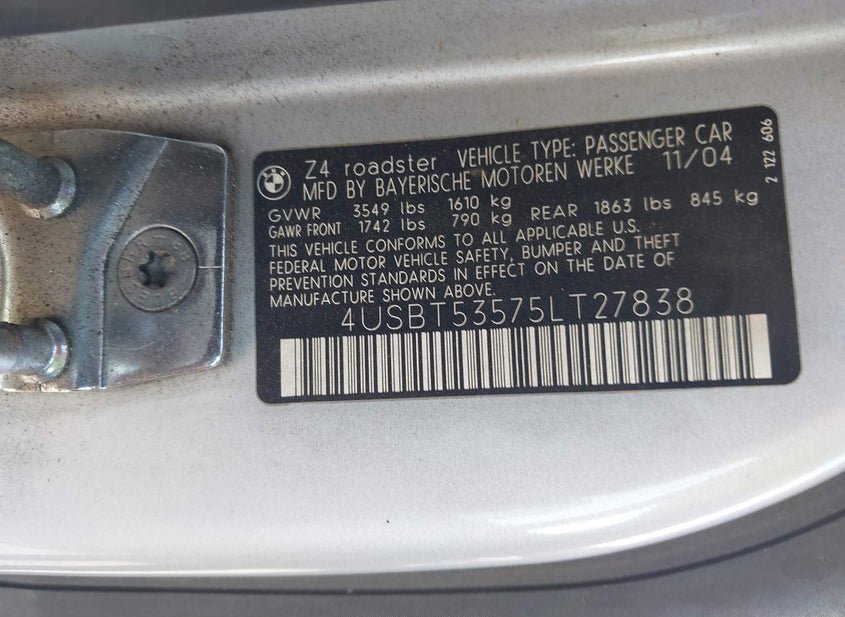 Z4 roadster VEHICLE TYPE: PASSENGER CAR
MFD BY BAYERISCHE MOTOREN WERKE 11/04
GVWR 3549 lbs 1610 kg
GAWR FRONT 1742 lbs 790 kg REAR 1863 lbs 845 kg
THIS VEHICLE CONFORMS TO ALL APPLICABLE U.S.
FEDERAL MOTOR VEHICLE SAFETY, BUMPER AND THEFT
PREVENTION STANDARDS IN EFFECT ON THE DATE OF
MANUFACTURE SHOWN ABOVE.
4USBT53575LT27838
2 122 606
BMW